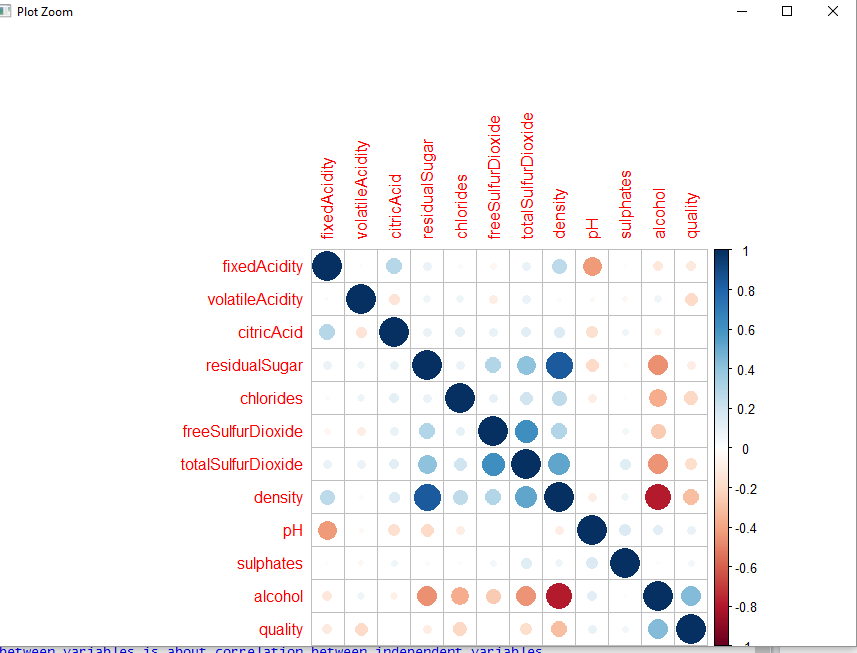 Plot Zoom
fixedAcidity
volatileAcidity
citricAcid
residualSugar
chlorides
freeSulfurDioxide
totalSulfurDioxide
density
pH
sulphates
alcohol
quality
fixedAcidity
volatileAcidity
citricAcid
residualSugar
chlorides
freeSulfurDioxide
totalSulfurDioxide
density
pH
sulphates
alcohol
quality
1
0.8
0.6
0.4
0.2
0
-0.2
-0.4
-0.6
-0.8
-1
between variables is about correlation between independent variables